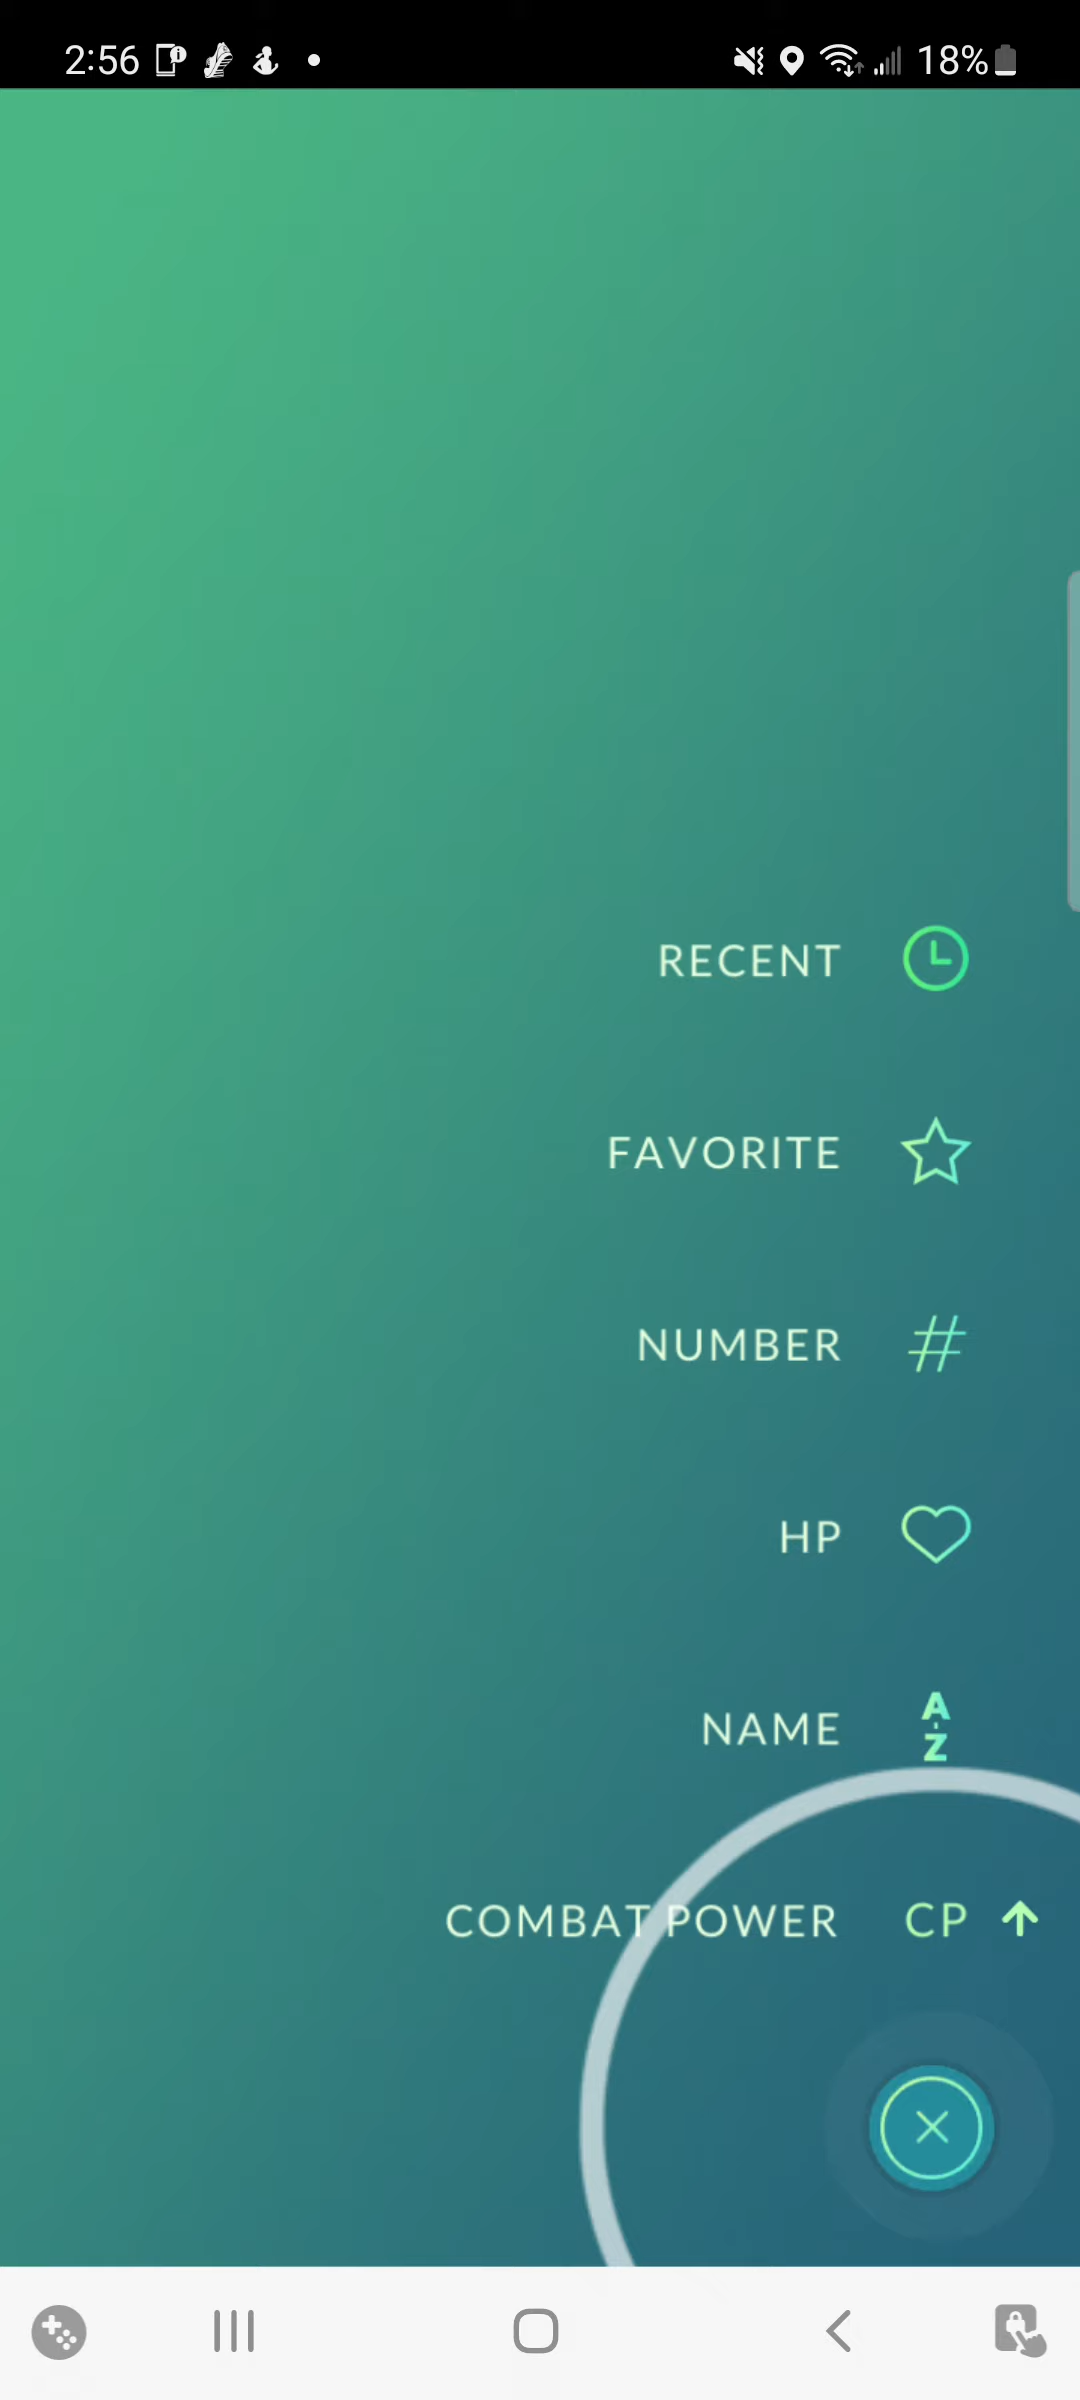 2:56 18%
RECENT
FAVORITE
NUMBER
HP
NAME A-Z
COMBAT POWER CP